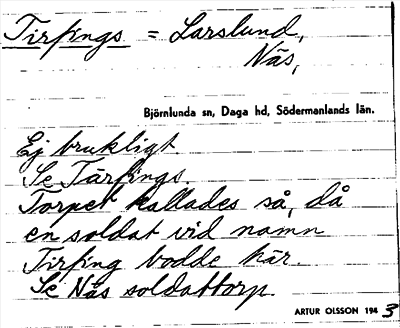 Tirfings = Larslund,
Näs,
Björnlunda sn, Daga hd, Södermanlands län.
Ej brukligt.
Se Tärfings
Torpet kallades så, då
en soldat vid namn
Tirfing bodde här.
Se Näs soldattorp.
ARTUR OLSSON 1943